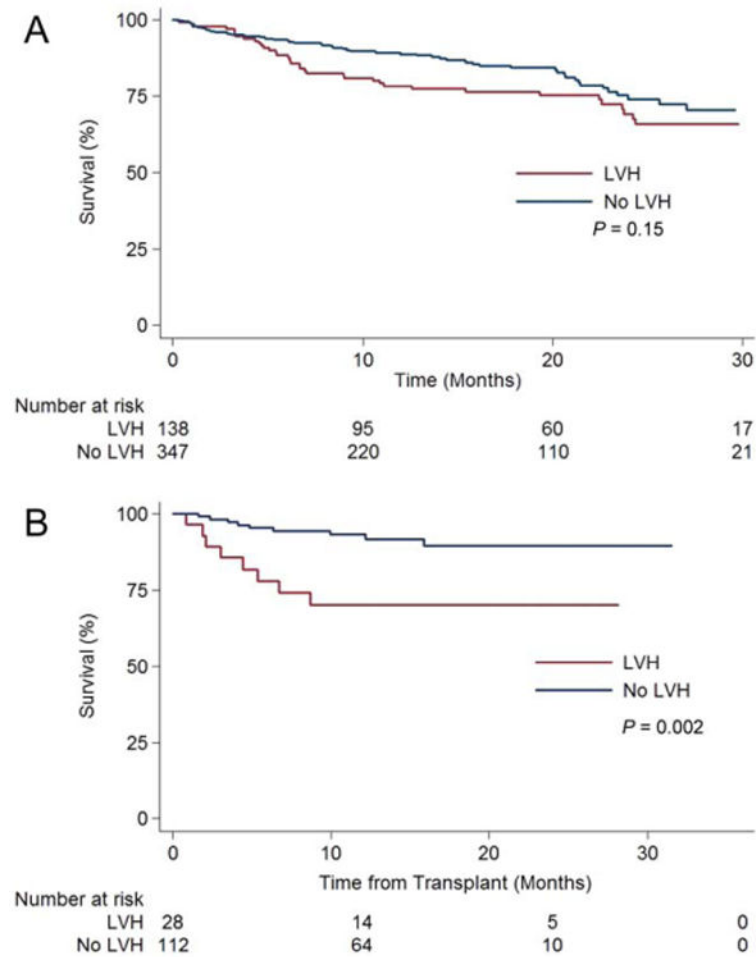 A
100
75
50
25
0
Survival (%)
LVH
No LVH
P = 0.15
0 10 20 30
Time (Months)
Number at risk
LVH 138 95 60 17
No LVH 347 220 110 21
B
100
75
50
25
0
Survival (%)
LVH
No LVH
P = 0.002
0 10 20 30
Time from Transplant (Months)
Number at risk
LVH 28 14 5 0
No LVH 112 64 10 0